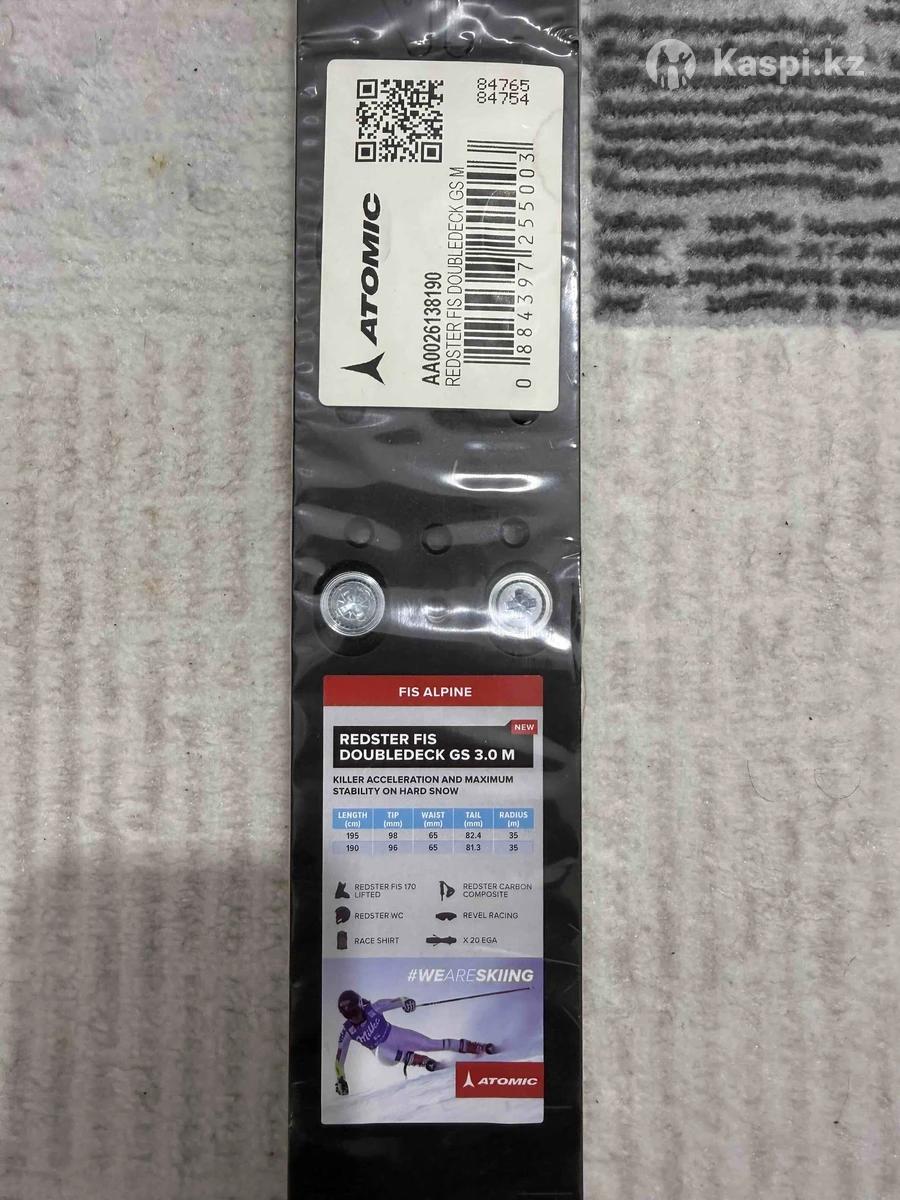 Kaspi.kz
84765
84754
ATOMIC
AA0026138190
REDSTER FIS DOUBLEDECK GS M
0 884397 255003
FIS ALPINE
NEW
REDSTER FIS
DOUBLEDECK GS 3.0 M
KILLER ACCELERATION AND MAXIMUM
STABILITY ON HARD SNOW
LENGTH (cm) TIP (mm) WAIST (mm) TAIL (mm) RADIUS (m)
195 98 65 82.4 35
190 96 65 81.3 35
REDSTER FIS 170
LIFTED
REDSTER CARBON
COMPOSITE
REDSTER WC
REVEL RACING
RACE SHIRT
X 20 EGA
#WEARESKIING
Milka
ATOMIC